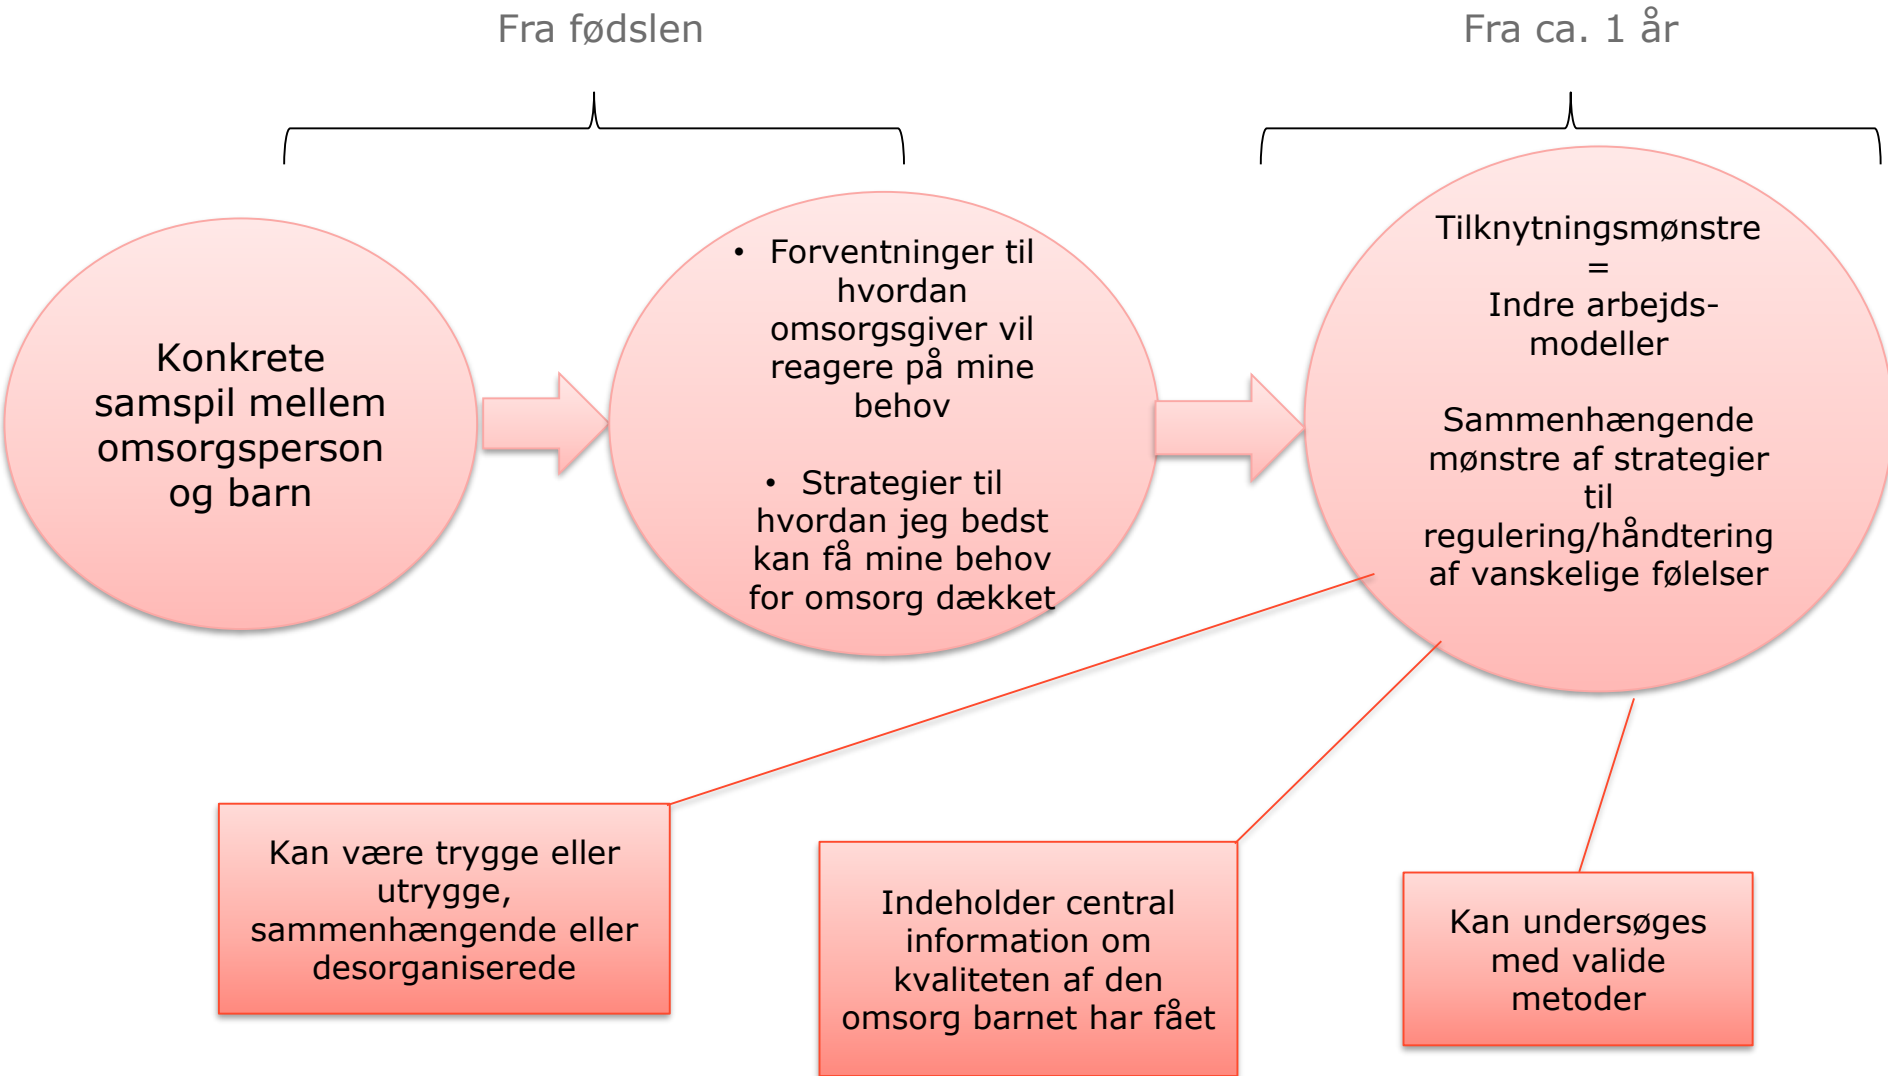 Fra fødslen
Fra ca. 1 år
Konkrete
samspil mellem
omsorgsperson
og barn
• Forventninger til
hvordan
omsorgsgiver vil
reagere på mine
behov
• Strategier til
hvordan jeg bedst
kan få mine behov
for omsorg dækket
Tilknytningsmønstre
=
Indre arbejds-
modeller
Sammenhængende
mønstre af strategier
til
regulering/håndtering
af vanskelige følelser
Kan være trygge eller
utrygge,
sammenhængende eller
desorganiserede
Indeholder central
information om
kvaliteten af den
omsorg barnet har fået
Kan undersøges
med valide
metoder